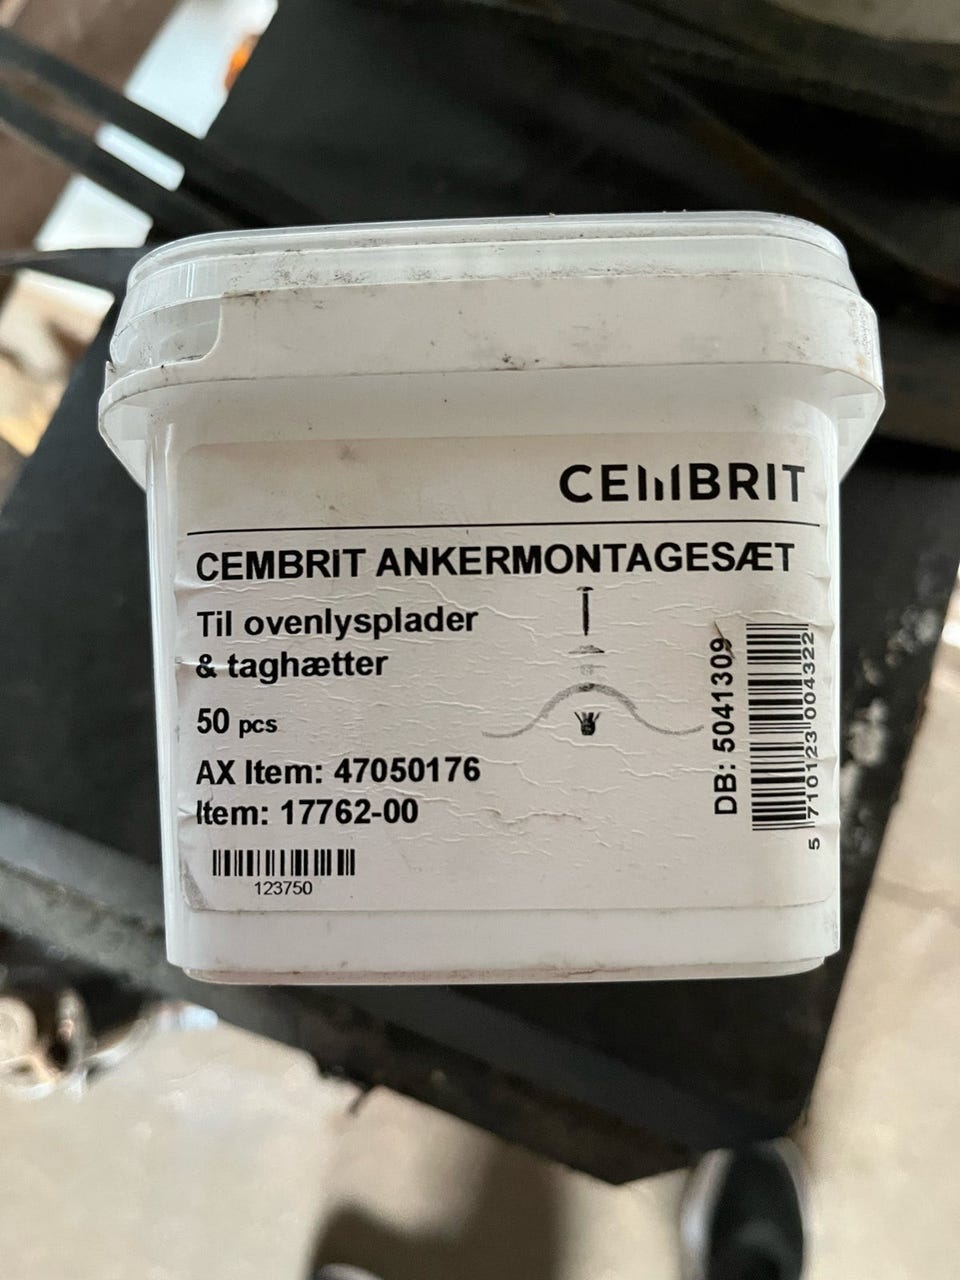 CEMBRIT
CEMBRIT ANKERMONTAGESÆT
Til ovenlysplader
& taghætter
50 pcs
AX Item: 47050176
Item: 17762-00
123750
DB: 5041309
5 710123 004322